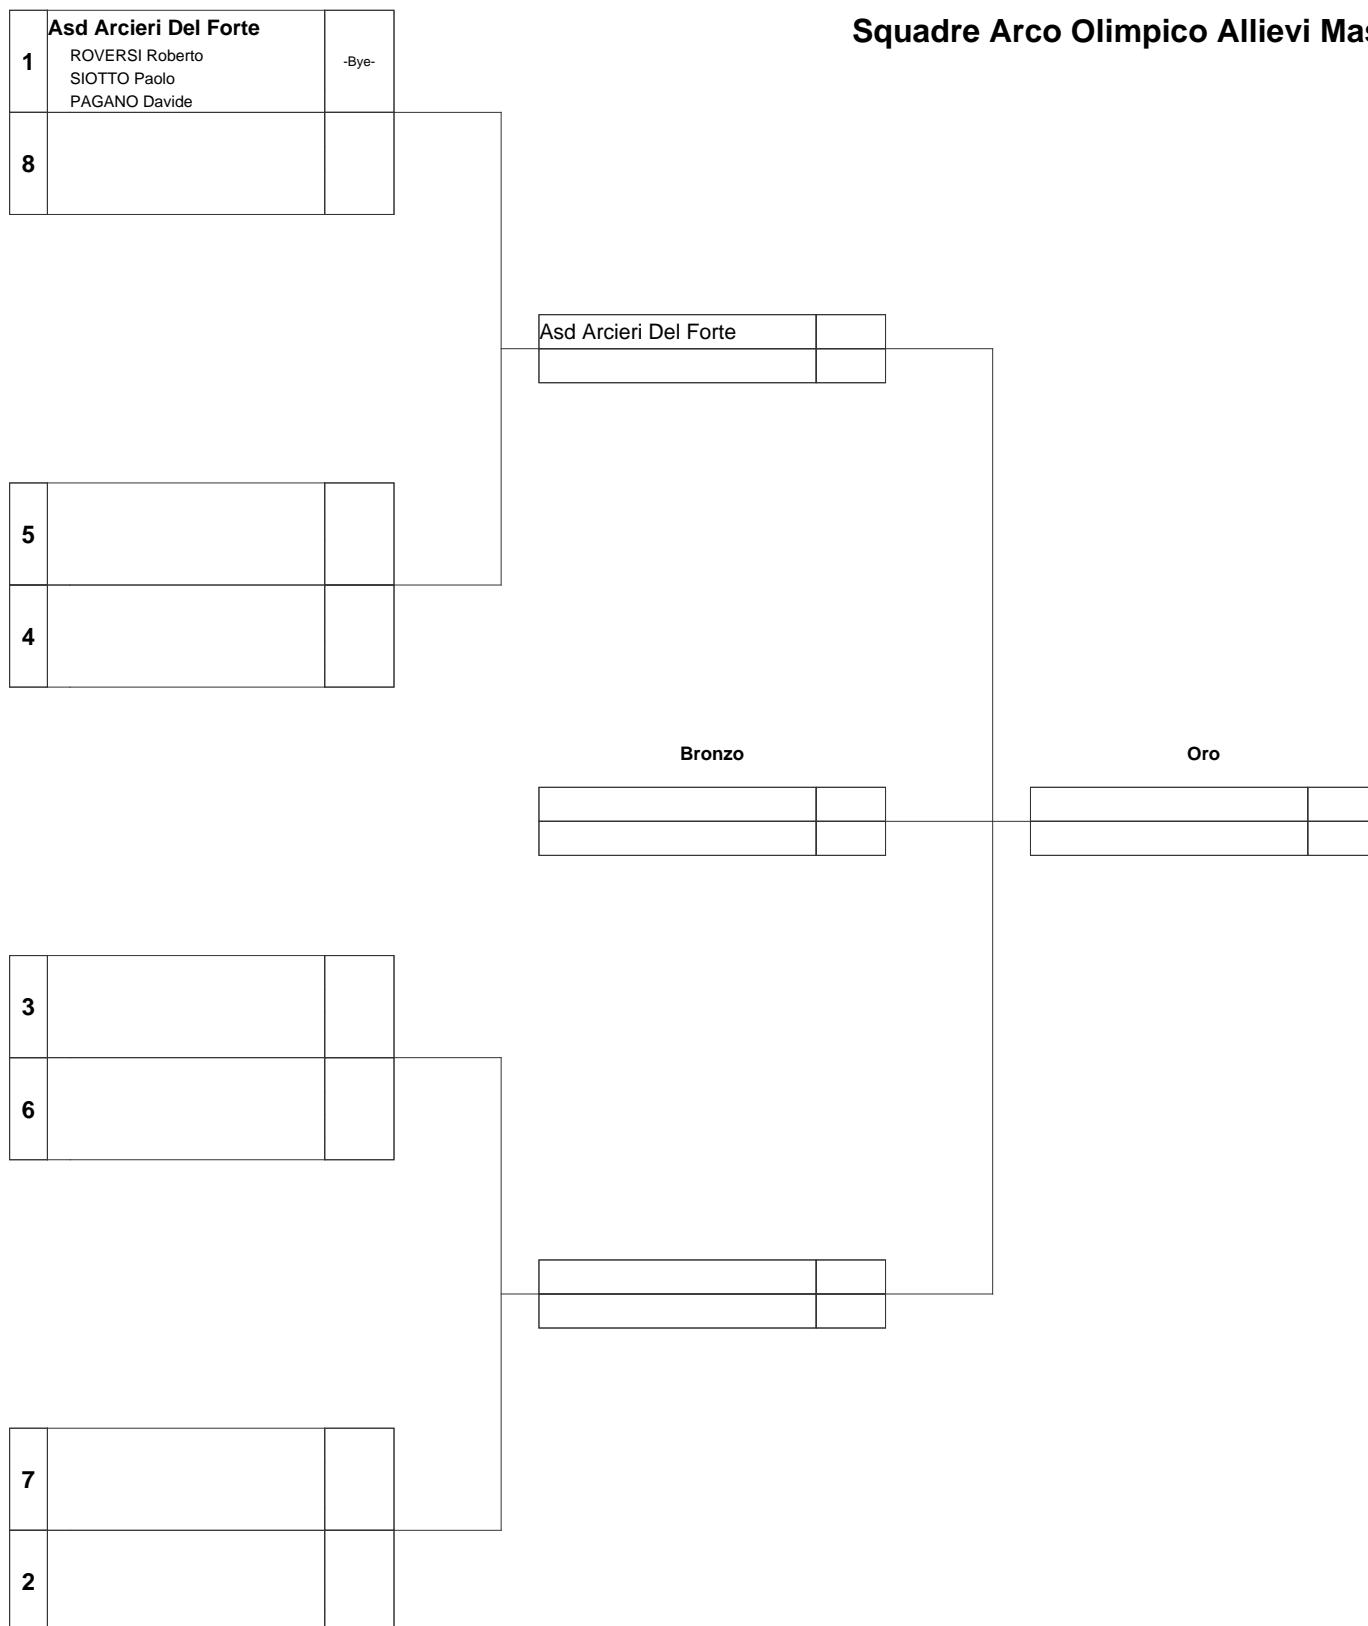 Asd Arcieri Del Forte
Squadre Arco Olimpico Allievi Mas
1
ROVERSI Roberto
-Bye-
SIOTTO Paolo
PAGANO Davide
8
Asd Arcieri Del Forte
5
4
Bronzo
Oro
3
6
7
2